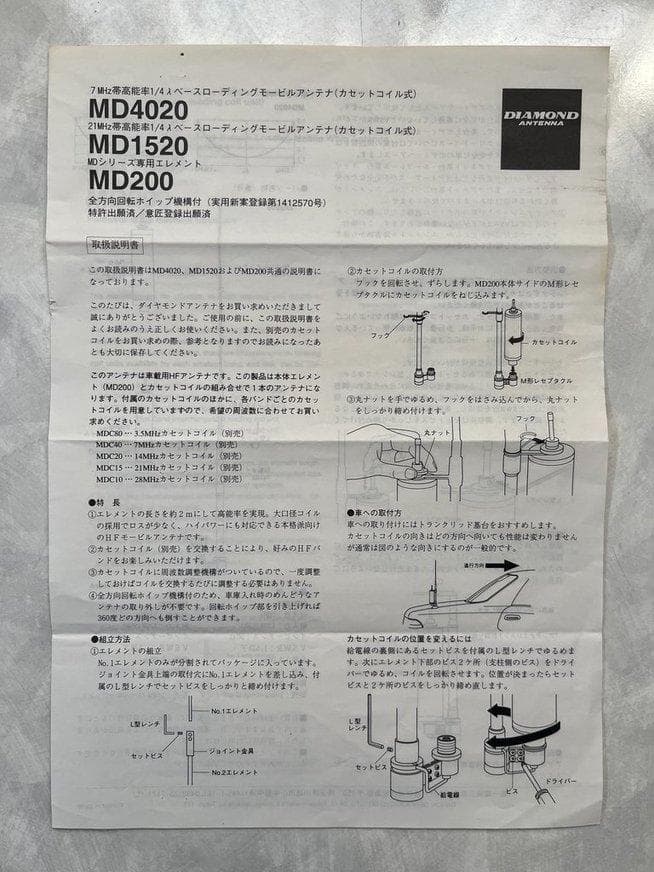 7MHz帯高能率1/4λベースローディングモービルアンテナ(カセットコイル式)
MD4020
21MHz帯高能率1/4λベースローディングモービルアンテナ(カセットコイル式)
MD1520
MDシリーズ専用エレメント
MD200
全方向回転ホイップ機構付(実用新案登録第1412570号)
特許出願済/意匠登録出願済
DIAMOND
ANTENNA
取扱説明書
この取扱説明書はMD4020、MD1520およびMD200共通の説明書に
なっております。
このたびは、ダイヤモンドアンテナをお買い求めいただきまして
誠にありがとうございました。ご使用の前に、この取扱説明書を
よくお読みのうえ正しくお使いください。また、別売のカセット
コイルをお買い求めの際、参考となりますのでお読みになったあ
とも大切に保存してください。
このアンテナは車載用HFアンテナです。この製品は本体エレメン
ト(MD200)とカセットコイルの組み合せで1本のアンテナにな
ります。付属のカセットコイルのほかに、各バンドごとのカセッ
トコイルを用意していますので、希望の周波数に合わせてお買い
求めください。
MDC80… 3.5MHzカセットコイル(別売)
MDC40…7MHzカセットコイル(別売)
MDC20…14MHzカセットコイル(別売)
MDC15…21MHzカセットコイル(別売)
MDC10…28MHzカセットコイル(別売)
●特 長
①エレメントの長さを約2mにして高能率を実現。大口径コイル
の採用でロスが少なく、ハイパワーにも対応できる本格派向け
のHFモービルアンテナです。
②カセットコイル(別売)を交換することにより、好みのHFバ
ンドをお楽しみいただけます。
③カセットコイルに周波数調整機構がついているので、一度調整
しておけばコイルを交換するたびに調整する必要はありません。
④全方向回転ホイップ機構付のため、車庫入れ時のめんどうなア
ンテナの取り外しが不要です。回転ホイップ部を引き上げれば
360度どの方向へも倒すことができます。
●組立方法
①エレメントの組立
No.1エレメントのみが分割されてパッケージに入っています。
ジョイント金具上端の取付穴にNo.1エレメントを差し込み、付
属のL型レンチでセットビスをしっかりと締め付けます。
No.1エレメント
L型レンチ
セットビス
ジョイント金具
No.2エレメント
②カセットコイルの取付方
フックを回転させ、ずらします。MD200本体サイドのM形レセ
プタクルにカセットコイルをねじ込みます。
フック
カセットコイル
M形レセプタクル
③丸ナットを手でゆるめ、フックをはさみ込んでから、丸ナット
をしっかり締め付けます。
丸ナット
フック
●車への取付方
車への取り付けにはトランクリッド基台をおすすめします。
カセットコイルの向きはどの方向へ向いても性能は変わりません
が通常は図のような向きにするのが一般的です。
進行方向
カセットコイルの位置を変えるには
給電線の裏側にあるセットビスを付属のL型レンチでゆるめま
す。次にエレメント下部のビス2ケ所(支柱側のビス)をドライ
バーでゆるめ、コイルを回転させます。位置が決まったらセット
ビスと2ケ所のビスをしっかり締め直します。
L型
レンチ
セットビス
給電線
ビス
ドライバー